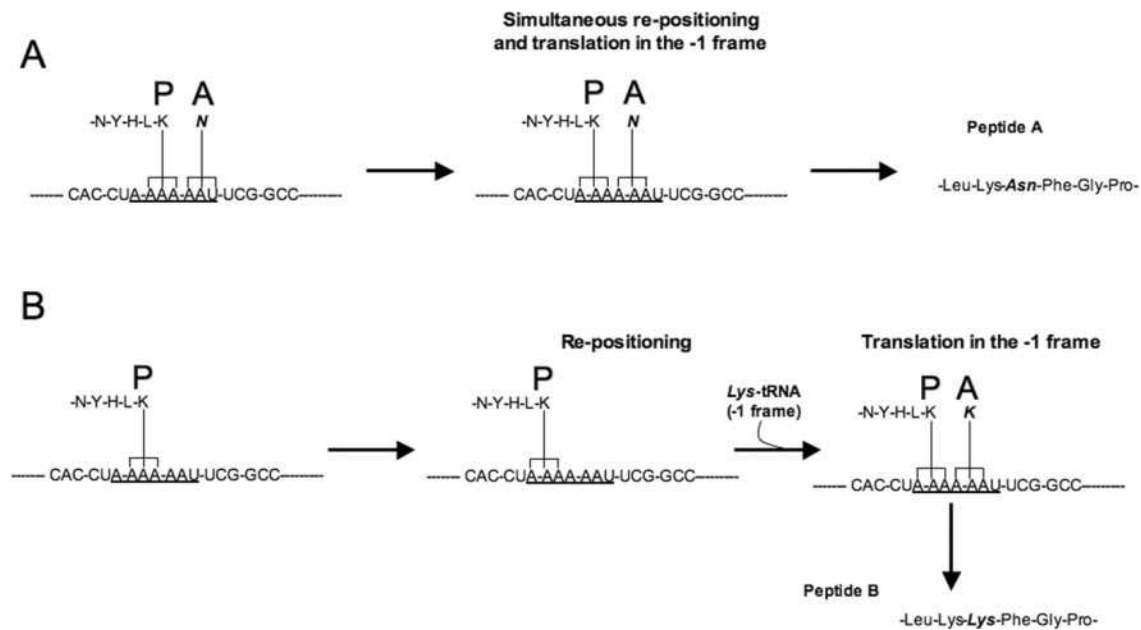 A
Simultaneous re-positioning
and translation in the -1 frame
P A
-N-Y-H-L-K N
------- CAC-CUA-AAA-AAU-UCG-GCC---------
P A
-N-Y-H-L-K N
------- CAC-CUA-AAA-AAU-UCG-GCC---------
Peptide A
-Leu-Lys-Asn-Phe-Gly-Pro-
B
P
-N-Y-H-L-K
------- CAC-CUA-AAA-AAU-UCG-GCC---------
Re-positioning
P
-N-Y-H-L-K
------- CAC-CUA-AAA-AAU-UCG-GCC---------
Lys-tRNA
(-1 frame)
Translation in the -1 frame
P A
-N-Y-H-L-K K
------- CAC-CUA-AAA-AAU-UCG-GCC---------
Peptide B
-Leu-Lys-Lys-Phe-Gly-Pro-